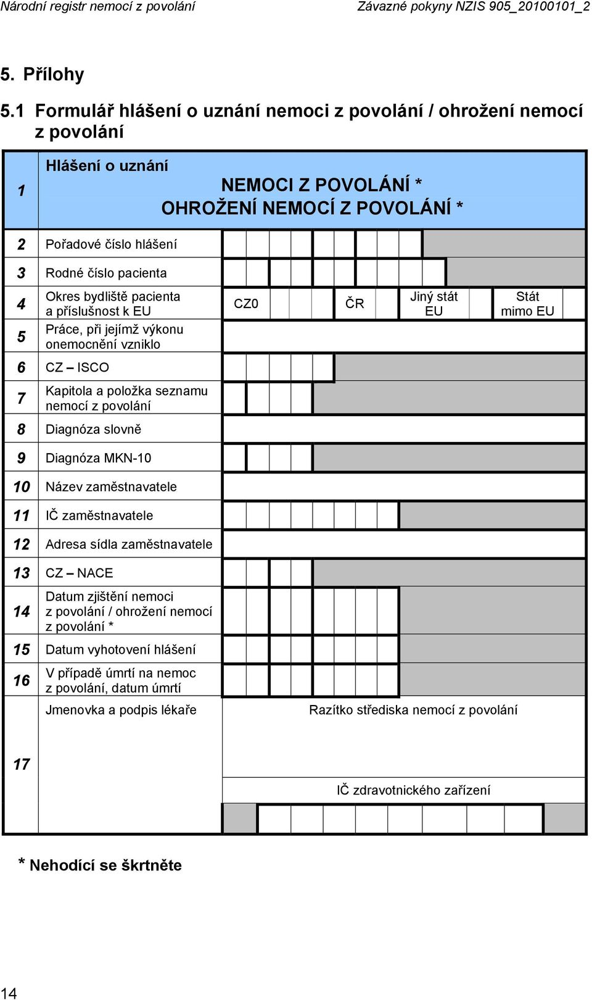 Národní registr nemocí z povolání
Závazné pokyny NZIS 905_20100101_2
5. Přílohy
5.1 Formulář hlášení o uznání nemoci z povolání / ohrožení nemocí
z povolání
1
Hlášení o uznání
NEMOCI Z POVOLÁNÍ *
OHROŽENÍ NEMOCÍ Z POVOLÁNÍ *
2 Pořadové číslo hlášení
3 Rodné číslo pacienta
4
Okres bydliště pacienta
a příslušnost k EU
CZ0
ČR
Jiný stát
EU
Stát
mimo EU
5
Práce, při jejímž výkonu
onemocnění vzniklo
6 CZ – ISCO
7
Kapitola a položka seznamu
nemocí z povolání
8 Diagnóza slovně
9 Diagnóza MKN-10
10 Název zaměstnavatele
11 IČ zaměstnavatele
12 Adresa sídla zaměstnavatele
13 CZ – NACE
14
Datum zjištění nemoci
z povolání / ohrožení nemocí
z povolání *
15 Datum vyhotovení hlášení
16
V případě úmrtí na nemoc
z povolání, datum úmrtí
Jmenovka a podpis lékaře
Razítko střediska nemocí z povolání
17
IČ zdravotnického zařízení
* Nehodící se škrtněte
14